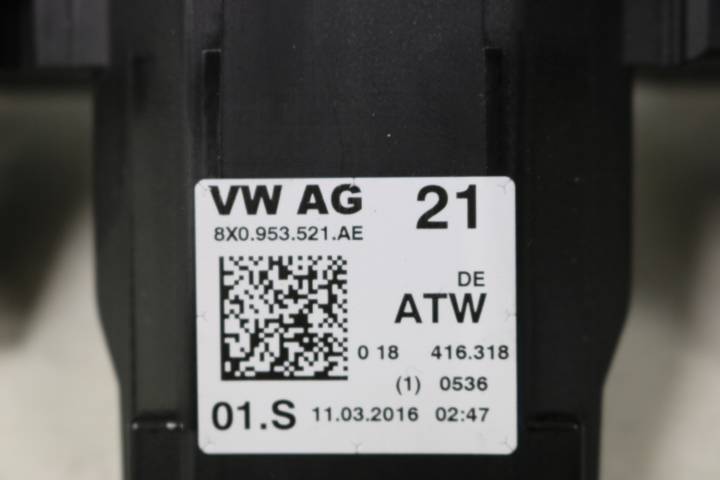 VW AG 21
8X0.953.521.AE
DE
ATW
0 18 416.318
(1) 0536
01.S 11.03.2016 02:47